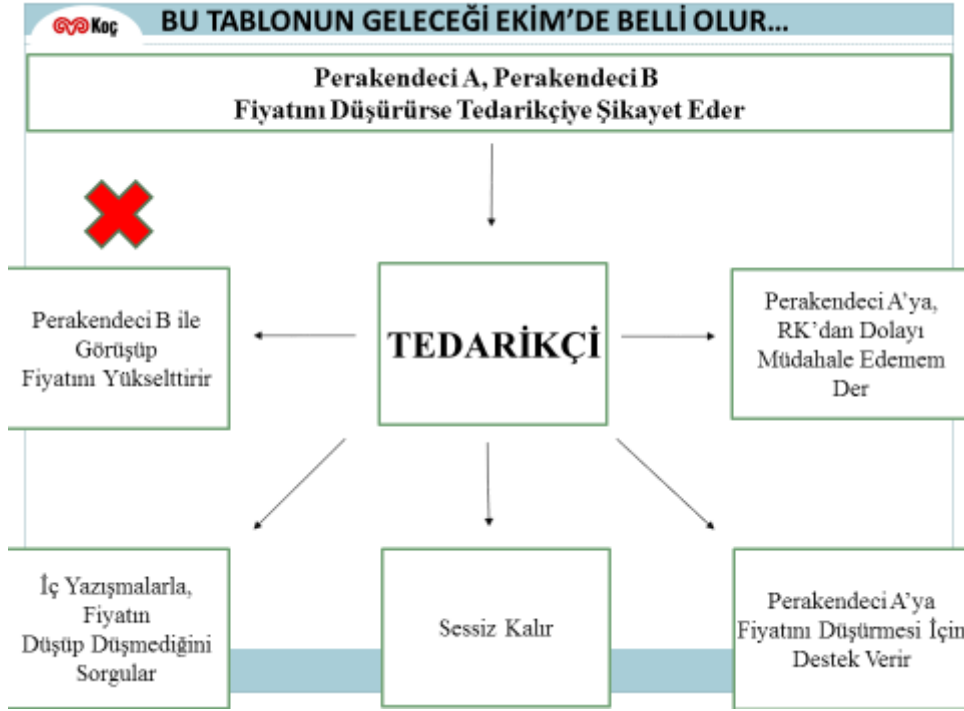 Koç
BU TABLONUN GELECEĞİ EKİM'DE BELLİ OLUR...
Perakendeci A, Perakendeci B
Fiyatını Düşürürse Tedarikçiye Şikayet Eder
Perakendeci B ile
Görüşüp
Fiyatını Yükselttirir
TEDARİKÇİ
Perakendeci A'ya,
RK'dan Dolayı
Müdahale Edemem
Der
İç Yazışmalarla,
Fiyatın
Düşüp Düşmediğini
Sorgular
Sessiz Kalır
Perakendeci A'ya
Fiyatını Düşürmesi İçin
Destek Verir